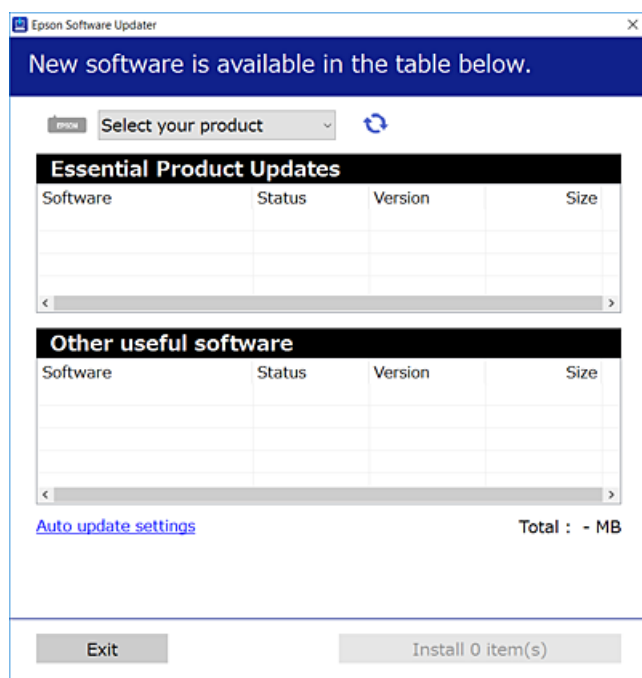 Epson Software Updater
New software is available in the table below.
EPSON Select your product
Essential Product Updates
Software Status Version Size
Other useful software
Software Status Version Size
Auto update settings Total : - MB
Exit Install 0 item(s)